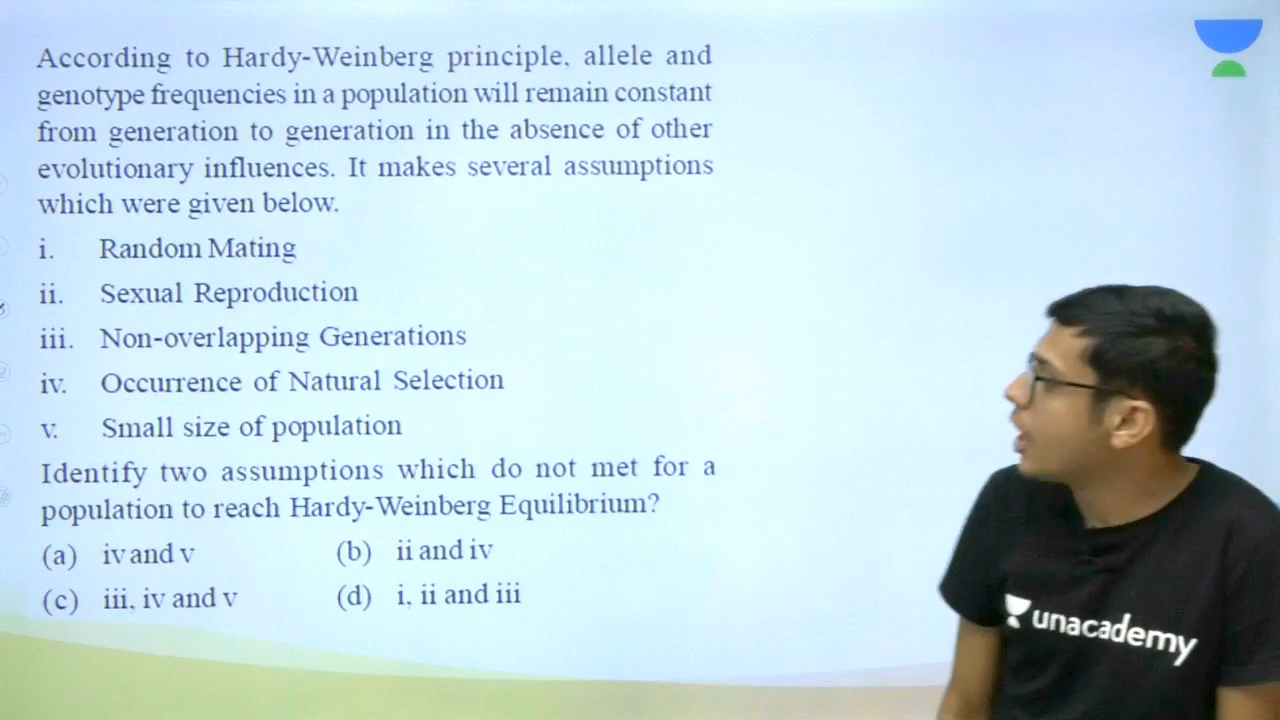 According to Hardy-Weinberg principle, allele and
genotype frequencies in a population will remain constant
from generation to generation in the absence of other
evolutionary influences. It makes several assumptions
which were given below.
i. Random Mating
ii. Sexual Reproduction
iii. Non-overlapping Generations
iv. Occurrence of Natural Selection
v. Small size of population
Identify two assumptions which do not met for a
population to reach Hardy-Weinberg Equilibrium?
(a) iv and v (b) ii and iv
(c) iii, iv and v (d) i, ii and iii
unacademy